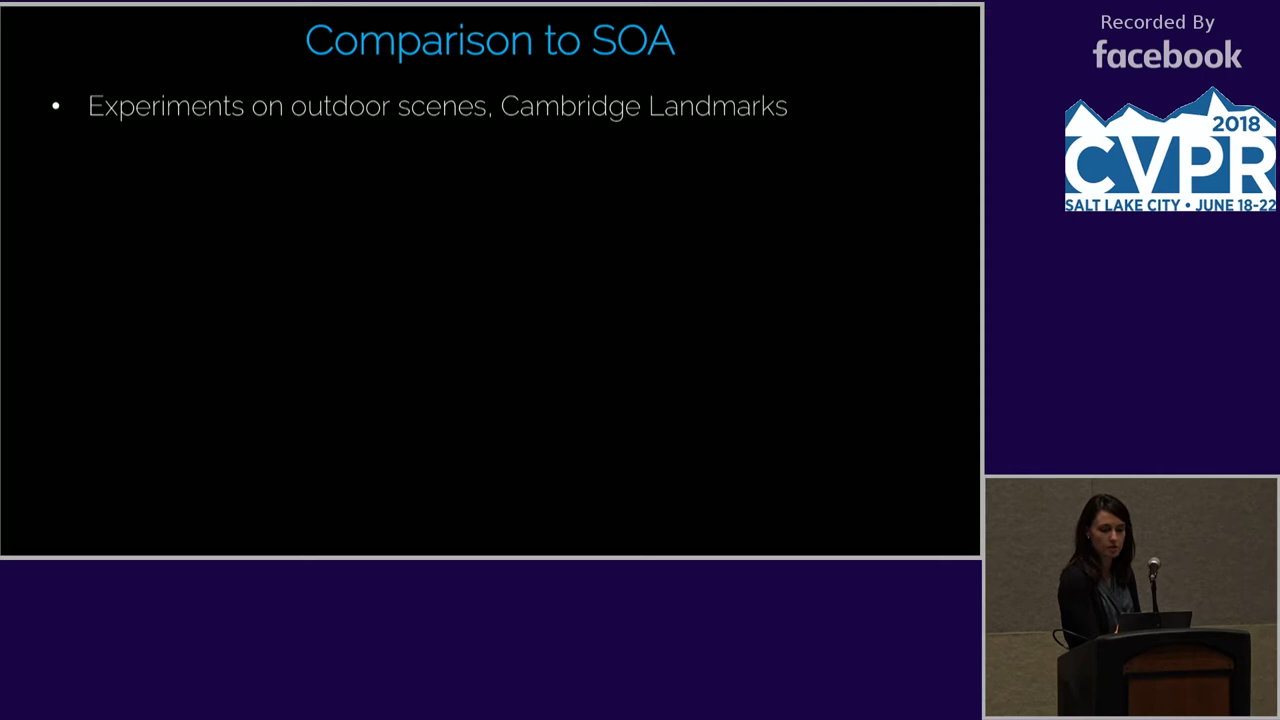 Comparison to SOA
• Experiments on outdoor scenes, Cambridge Landmarks
Recorded By
facebook
2018
CVPR
SALT LAKE CITY • JUNE 18-22